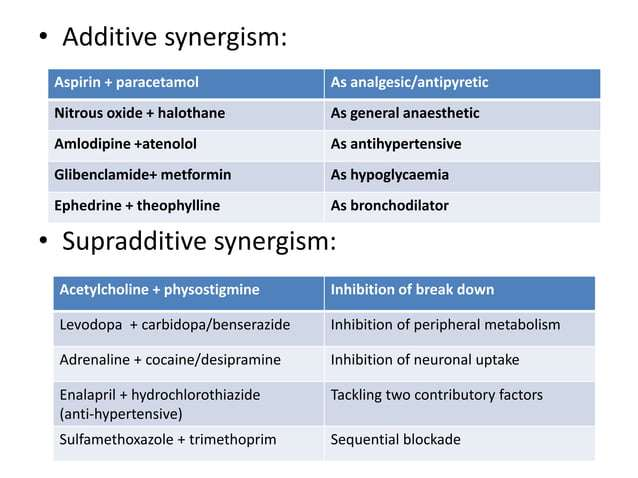 • Additive synergism:
Aspirin + paracetamol As analgesic/antipyretic
Nitrous oxide + halothane As general anaesthetic
Amlodipine +atenolol As antihypertensive
Glibenclamide+ metformin As hypoglycaemia
Ephedrine + theophylline As bronchodilator
• Supradditive synergism:
Acetylcholine + physostigmine Inhibition of break down
Levodopa + carbidopa/benserazide Inhibition of peripheral metabolism
Adrenaline + cocaine/desipramine Inhibition of neuronal uptake
Enalapril + hydrochlorothiazide Tackling two contributory factors
(anti-hypertensive)
Sulfamethoxazole + trimethoprim Sequential blockade